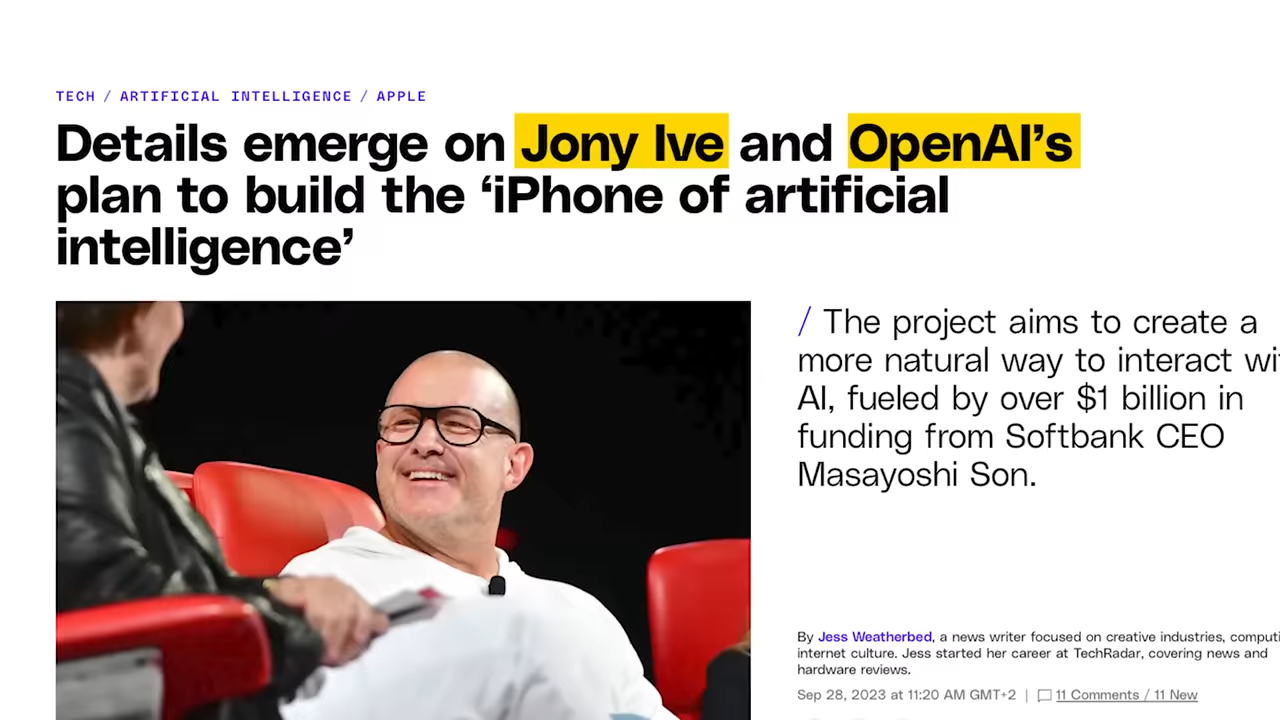 TECH / ARTIFICIAL INTELLIGENCE / APPLE
Details emerge on Jony Ive and OpenAI’s
plan to build the ‘iPhone of artificial
intelligence’
/ The project aims to create a
more natural way to interact
AI, fueled by over $1 billion in
funding from Softbank CEO
Masayoshi Son.
By Jess Weatherbed, a news writer focused on creative industries,
internet culture. Jess started her career at TechRadar, covering news and
hardware reviews.
Sep 28, 2023 at 11:20 AM GMT+2 | 11 Comments / 11 New